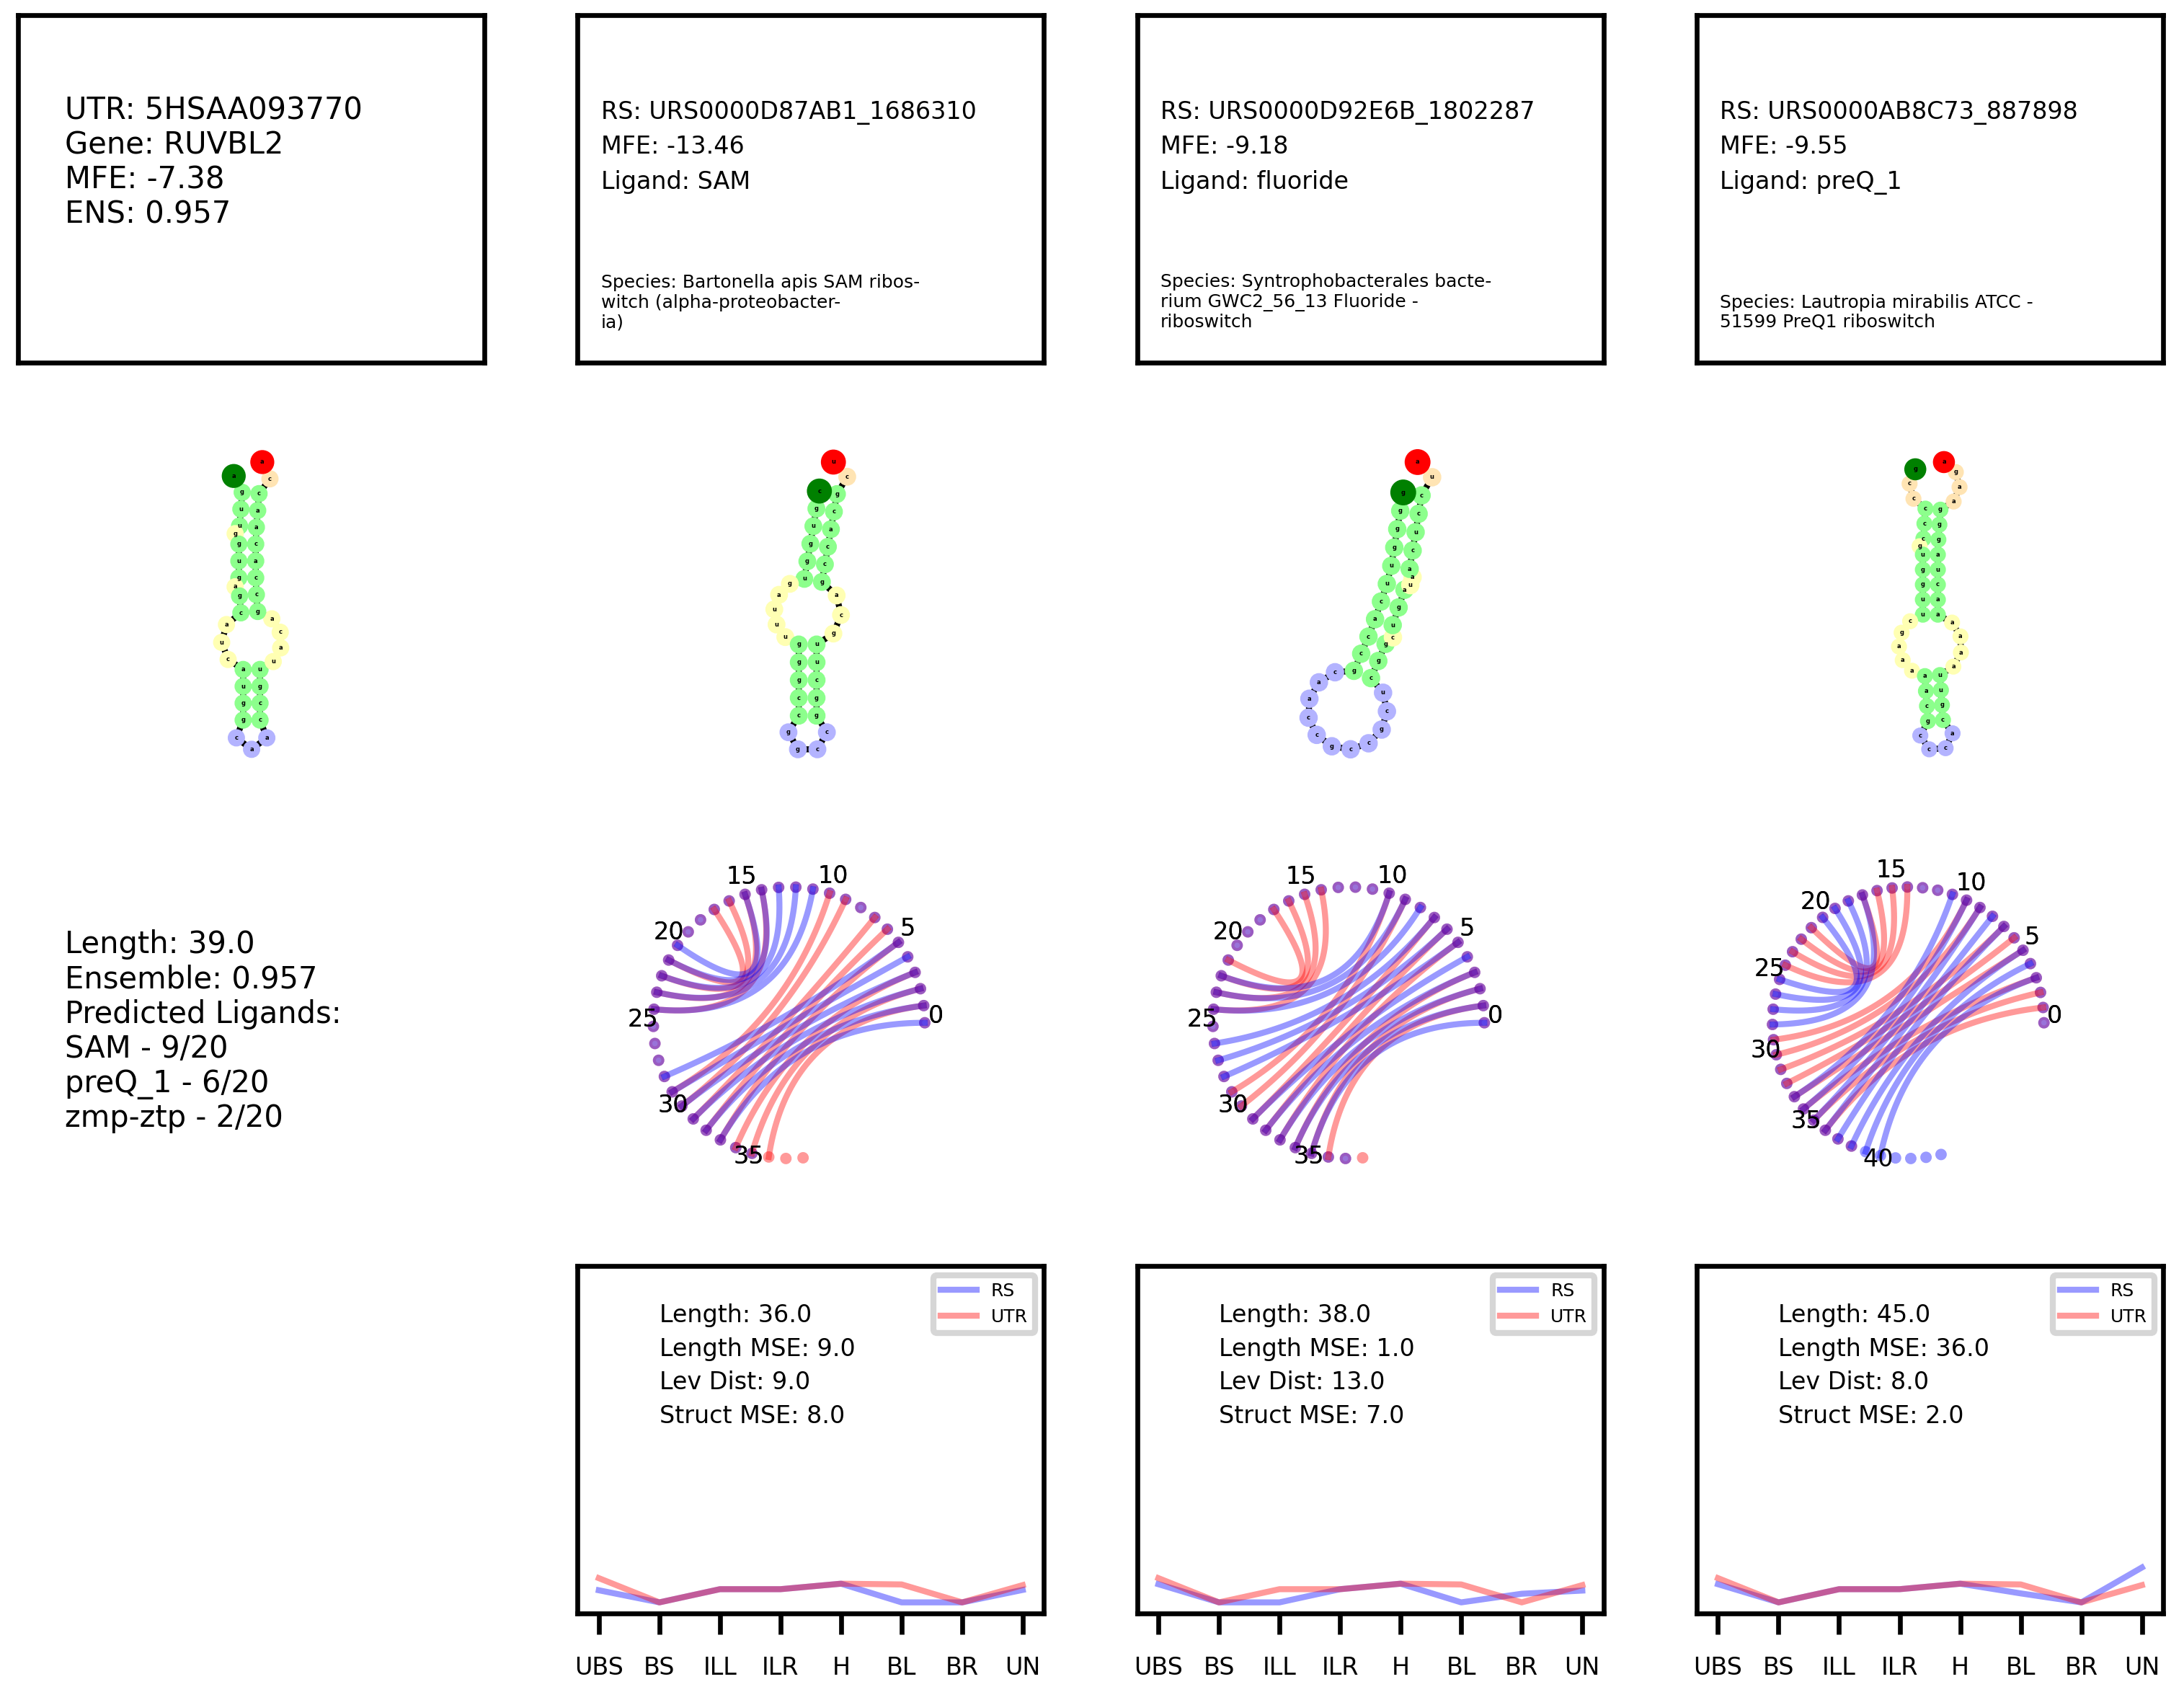 UTR: 5HSAA093770
Gene: RUVBL2
MFE: -7.38
ENS: 0.957
RS: URS0000D87AB1_1686310
MFE: -13.46
Ligand: SAM
Species: Bartonella apis SAM ribos-
witch (alpha-proteobacter-
ia)
RS: URS0000D92E6B_1802287
MFE: -9.18
Ligand: fluoride
Species: Syntrophobacterales bacte-
rium GWC2_56_13 Fluoride -
riboswitch
RS: URS0000AB8C73_887898
MFE: -9.55
Ligand: preQ_1
Species: Lautropia mirabilis ATCC -
51599 PreQ1 riboswitch
Length: 39.0
Ensemble: 0.957
Predicted Ligands:
SAM - 9/20
preQ_1 - 6/20
zmp-ztp - 2/20
0
5
10
15
20
25
30
35
0
5
10
15
20
25
30
35
0
5
10
15
20
25
30
35
40
Length: 36.0
Length MSE: 9.0
Lev Dist: 9.0
Struct MSE: 8.0
RS
UTR
UBS BS ILL ILR H BL BR UN
Length: 38.0
Length MSE: 1.0
Lev Dist: 13.0
Struct MSE: 7.0
RS
UTR
UBS BS ILL ILR H BL BR UN
Length: 45.0
Length MSE: 36.0
Lev Dist: 8.0
Struct MSE: 2.0
RS
UTR
UBS BS ILL ILR H BL BR UN